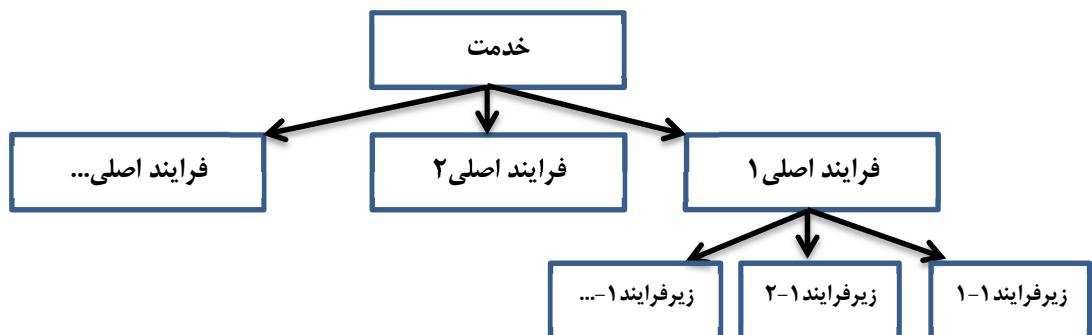 خدمت
فرایند اصلی۱
فرایند اصلی۲
فرایند اصلی...
زیرفرایند۱-۱
زیرفرایند۱-۲
زیرفرایند۱-...